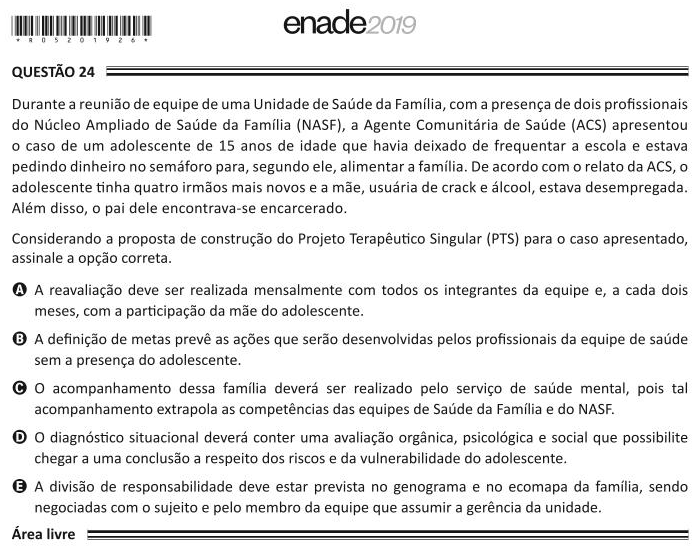 enade2019
*R05201926*
QUESTÃO 24
Durante a reunião de equipe de uma Unidade de Saúde da Família, com a presença de dois profissionais
do Núcleo Ampliado de Saúde da Família (NASF), a Agente Comunitária de Saúde (ACS) apresentou
o caso de um adolescente de 15 anos de idade que havia deixado de frequentar a escola e estava
pedindo dinheiro no semáforo para, segundo ele, alimentar a família. De acordo com o relato da ACS, o
adolescente tinha quatro irmãos mais novos e a mãe, usuária de crack e álcool, estava desempregada.
Além disso, o pai dele encontrava-se encarcerado.
Considerando a proposta de construção do Projeto Terapêutico Singular (PTS) para o caso apresentado,
assinale a opção correta.
A A reavaliação deve ser realizada mensalmente com todos os integrantes da equipe e, a cada dois
meses, com a participação da mãe do adolescente.
B A definição de metas prevê as ações que serão desenvolvidas pelos profissionais da equipe de saúde
sem a presença do adolescente.
C O acompanhamento dessa família deverá ser realizado pelo serviço de saúde mental, pois tal
acompanhamento extrapola as competências das equipes de Saúde da Família e do NASF.
D O diagnóstico situacional deverá conter uma avaliação orgânica, psicológica e social que possibilite
chegar a uma conclusão a respeito dos riscos e da vulnerabilidade do adolescente.
E A divisão de responsabilidade deve estar prevista no genograma e no ecomapa da família, sendo
negociadas com o sujeito e pelo membro da equipe que assumir a gerência da unidade.
Área livre